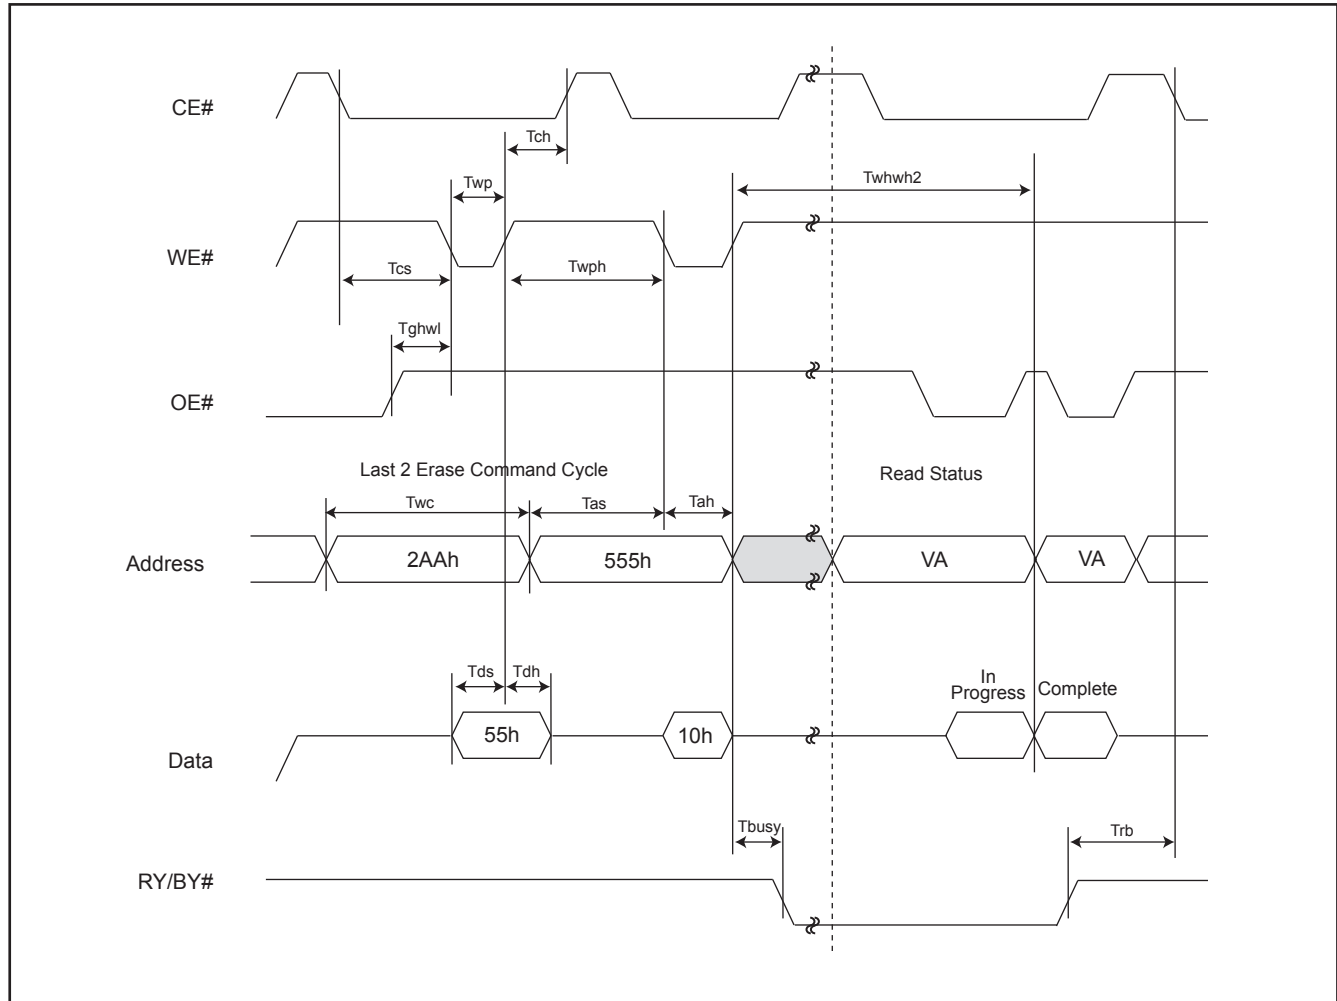 CE#
Tch
Twp
Twhwh2
WE#
Tcs
Twph
Tghwl
OE#
Last 2 Erase Command Cycle
Read Status
Twc
Tas
Tah
Address
2AAh
555h
VA
VA
Tds
Tdh
In
Progress
Complete
55h
10h
Data
Tbusy
Trb
RY/BY#